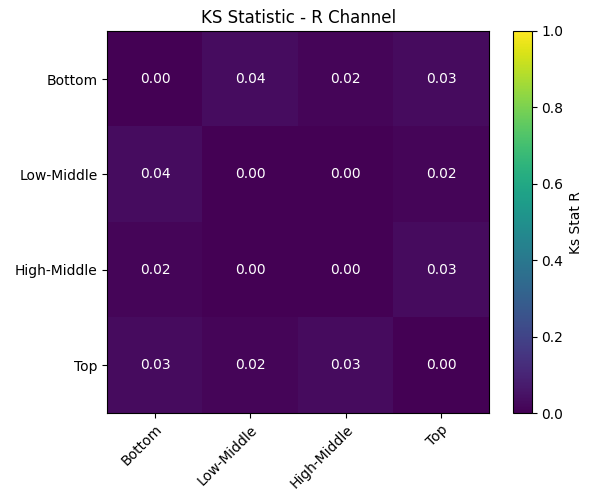 KS Statistic - R Channel
Bottom 0.00 0.04 0.02 0.03
Low-Middle 0.04 0.00 0.00 0.02
High-Middle 0.02 0.00 0.00 0.03
Top 0.03 0.02 0.03 0.00
Bottom Low-Middle High-Middle Top
1.0
0.8
0.6
0.4
0.2
0.0
Ks Stat R